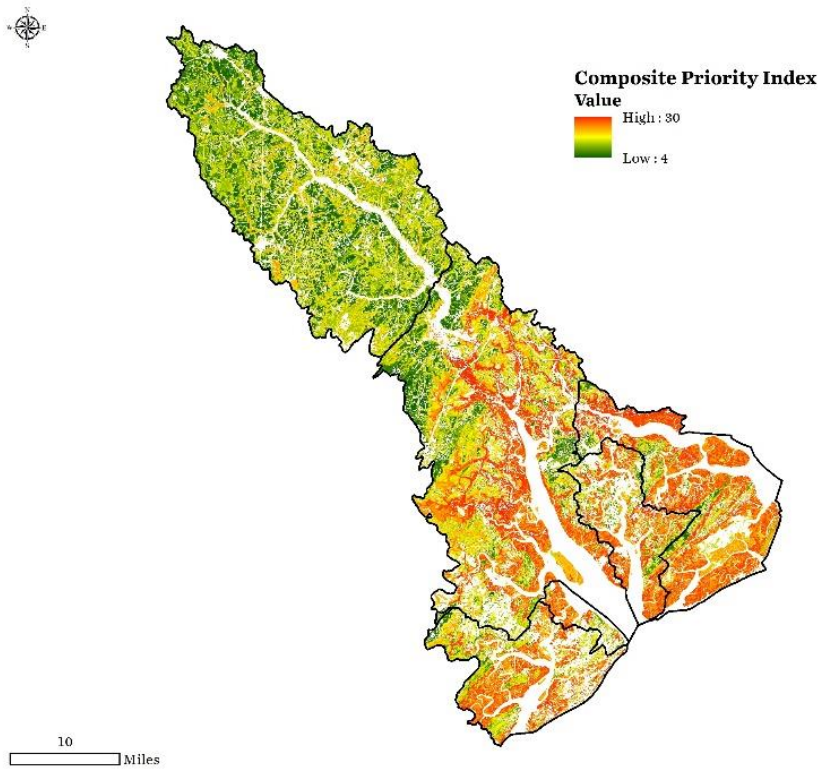 N
W E
S
Composite Priority Index
Value
High : 30
Low : 4
10
Miles